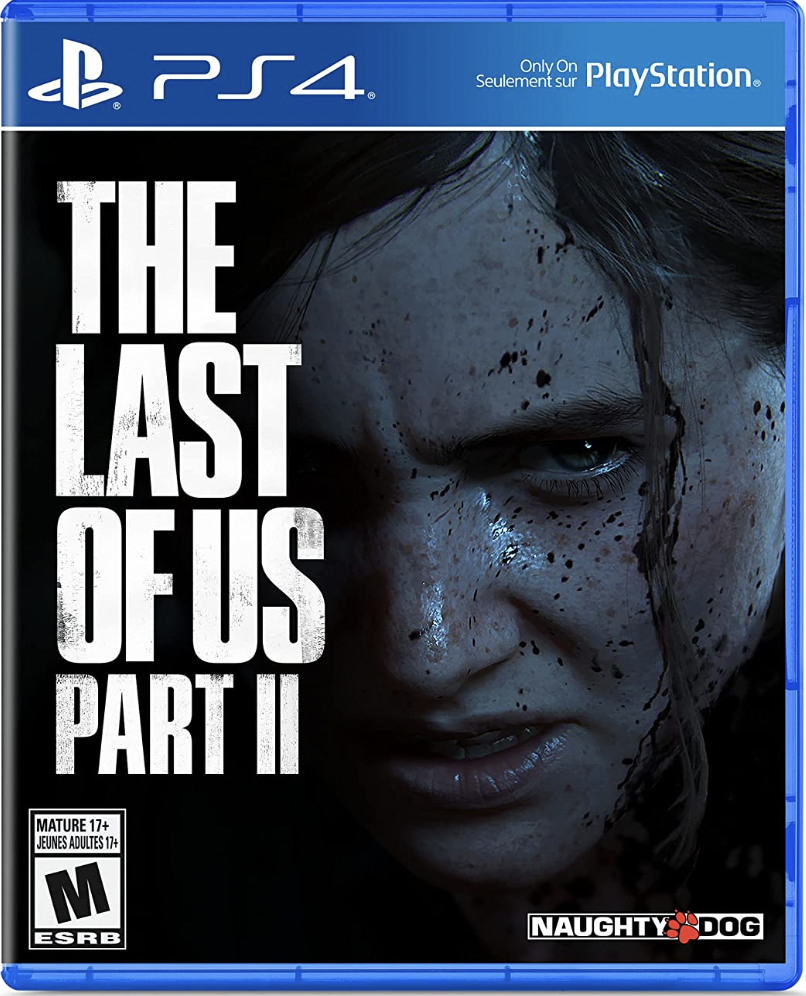 PS4
Only On
Seulement sur
PlayStation
THE
LAST
OF US
PART II
MATURE 17+
JEUNES ADULTES 17+
M
ESRB
NAUGHTY DOG